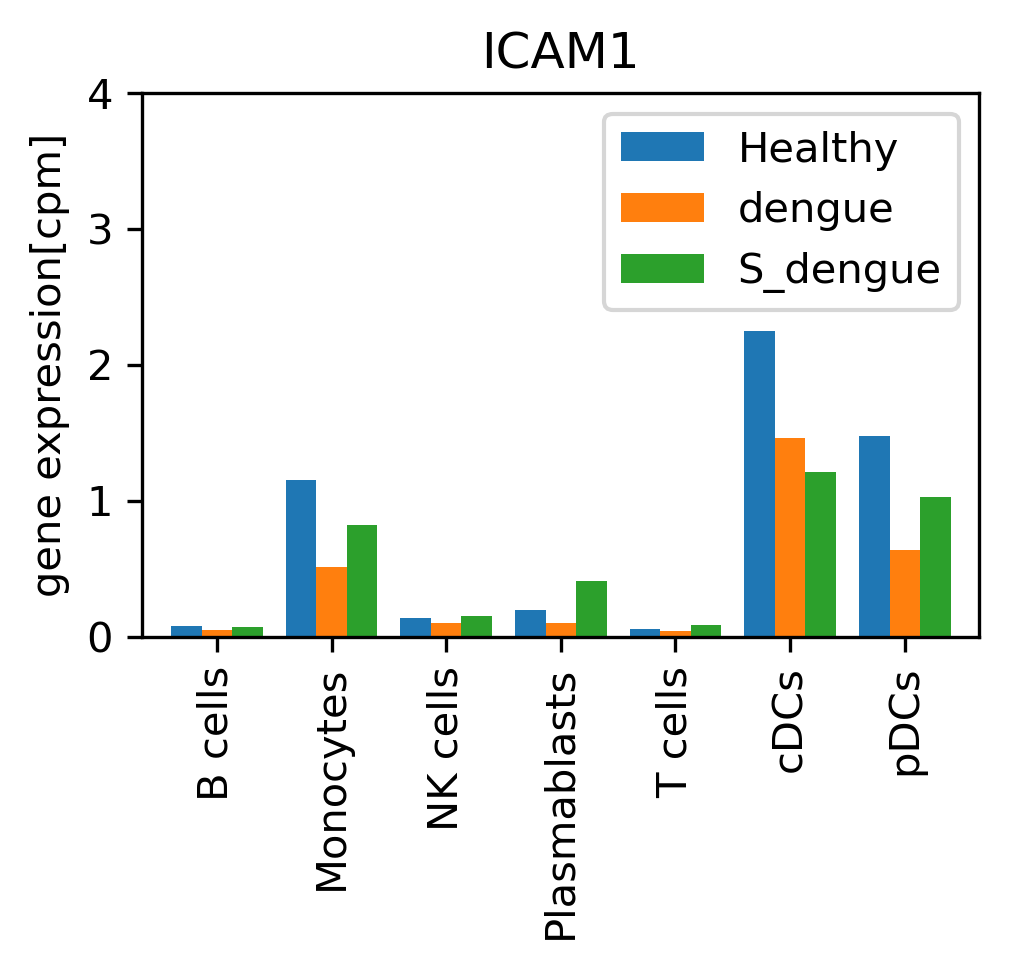 ICAM1
gene expression[cpm]
4
3
2
1
0
Healthy
dengue
S_dengue
B cells
Monocytes
NK cells
Plasmablasts
T cells
cDCs
pDCs